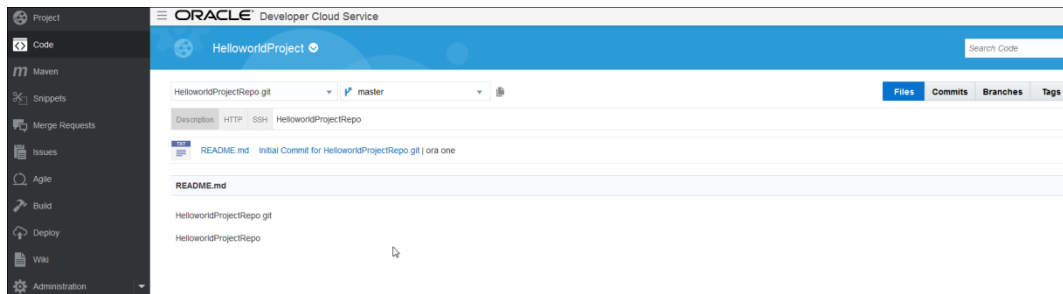 Project
Code
Maven
Snippets
Merge Requests
Issues
Agile
Build
Deploy
Wiki
Administration
ORACLE Developer Cloud Service
HelloworldProject
Search Code
HelloworldProjectRepo.git master
Files Commits Branches Tags
Description HTTP SSH HelloworldProjectRepo
TXT README.md Initial Commit for HelloworldProjectRepo.git | ora one
README.md
HelloworldProjectRepo.git
HelloworldProjectRepo